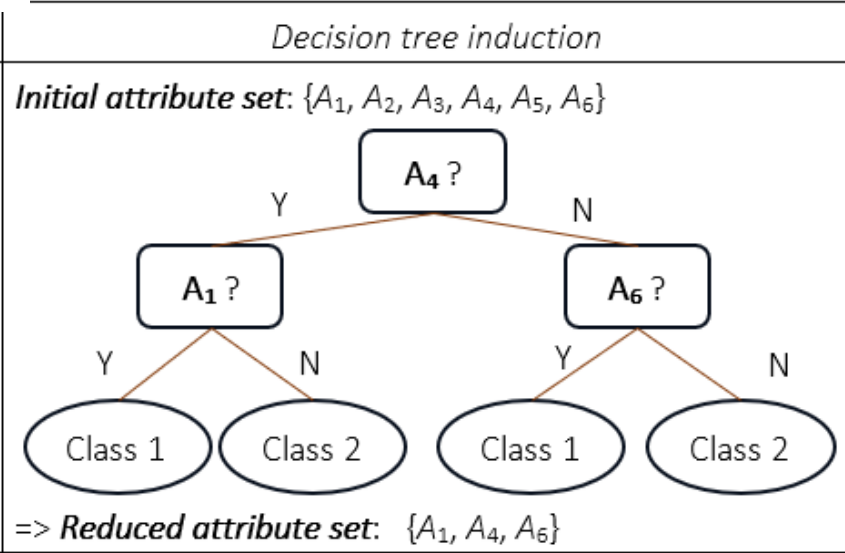 Decision tree induction
Initial attribute set: {A₁, A₂, A₃, A₄, A₅, A₆}
A₄ ?
Y N
A₁ ? A₆ ?
Y N Y N
Class 1 Class 2 Class 1 Class 2
=> Reduced attribute set: {A₁, A₄, A₆}